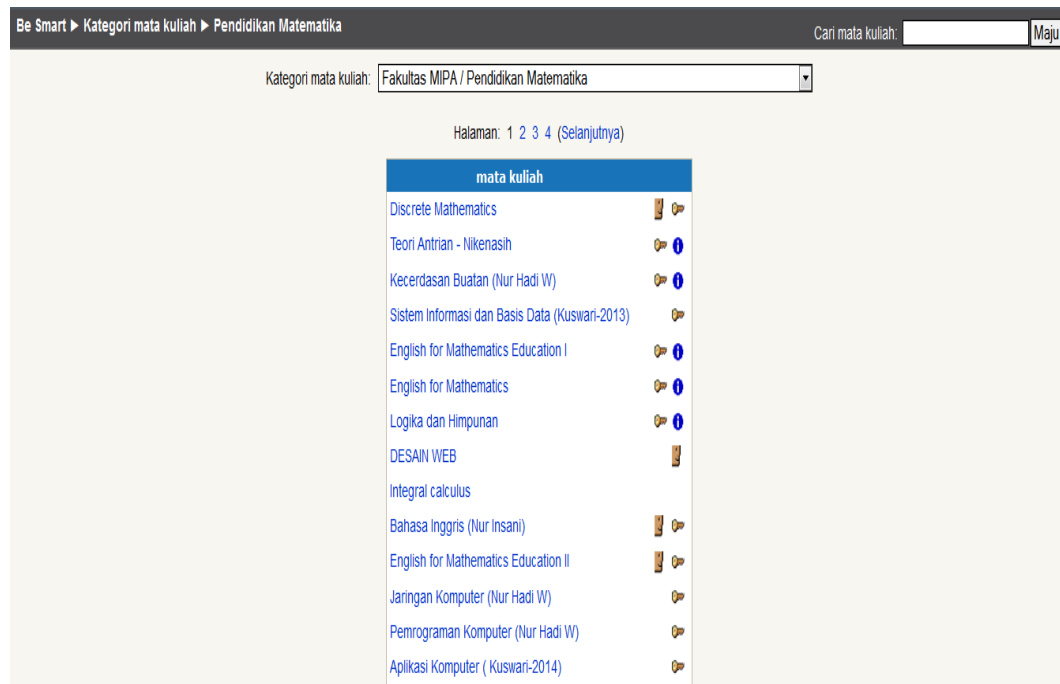 Be Smart ▶ Kategori mata kuliah ▶ Pendidikan Matematika
Cari mata kuliah: Maju
Kategori mata kuliah: Fakultas MIPA / Pendidikan Matematika
Halaman: 1 2 3 4 (Selanjutnya)
mata kuliah
Discrete Mathematics
Teori Antrian - Nikenasih
Kecerdasan Buatan (Nur Hadi W)
Sistem Informasi dan Basis Data (Kuswari-2013)
English for Mathematics Education I
English for Mathematics
Logika dan Himpunan
DESAIN WEB
Integral calculus
Bahasa Inggris (Nur Insani)
English for Mathematics Education II
Jaringan Komputer (Nur Hadi W)
Pemrograman Komputer (Nur Hadi W)
Aplikasi Komputer ( Kuswari-2014)